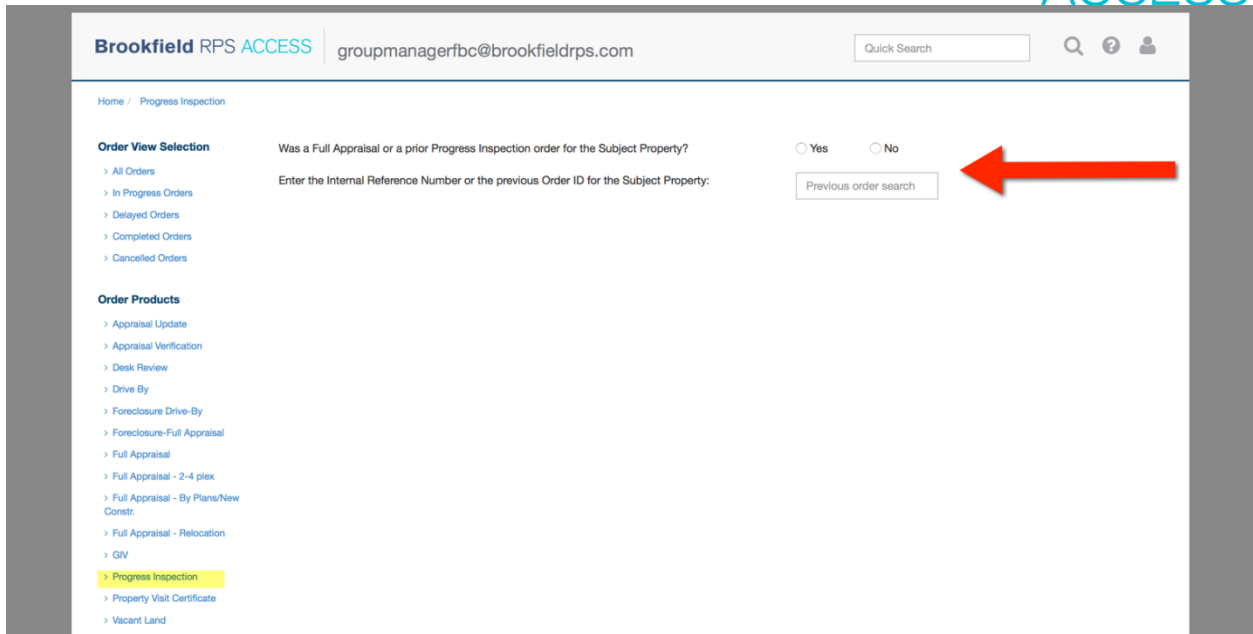 ACCESS
Brookfield RPS ACCESS
groupmanagerfbc@brookfieldrps.com
Quick Search
Home / Progress Inspection
Order View Selection
> All Orders
> In Progress Orders
> Delayed Orders
> Completed Orders
> Cancelled Orders
Order Products
> Appraisal Update
> Appraisal Verification
> Desk Review
> Drive By
> Foreclosure Drive-By
> Foreclosure-Full Appraisal
> Full Appraisal
> Full Appraisal - 2-4 plex
> Full Appraisal - By Plans/New
Constr.
> Full Appraisal - Relocation
> GIV
> Progress Inspection
> Property Visit Certificate
> Vacant Land
Was a Full Appraisal or a prior Progress Inspection order for the Subject Property?
Yes No
Enter the Internal Reference Number or the previous Order ID for the Subject Property:
Previous order search